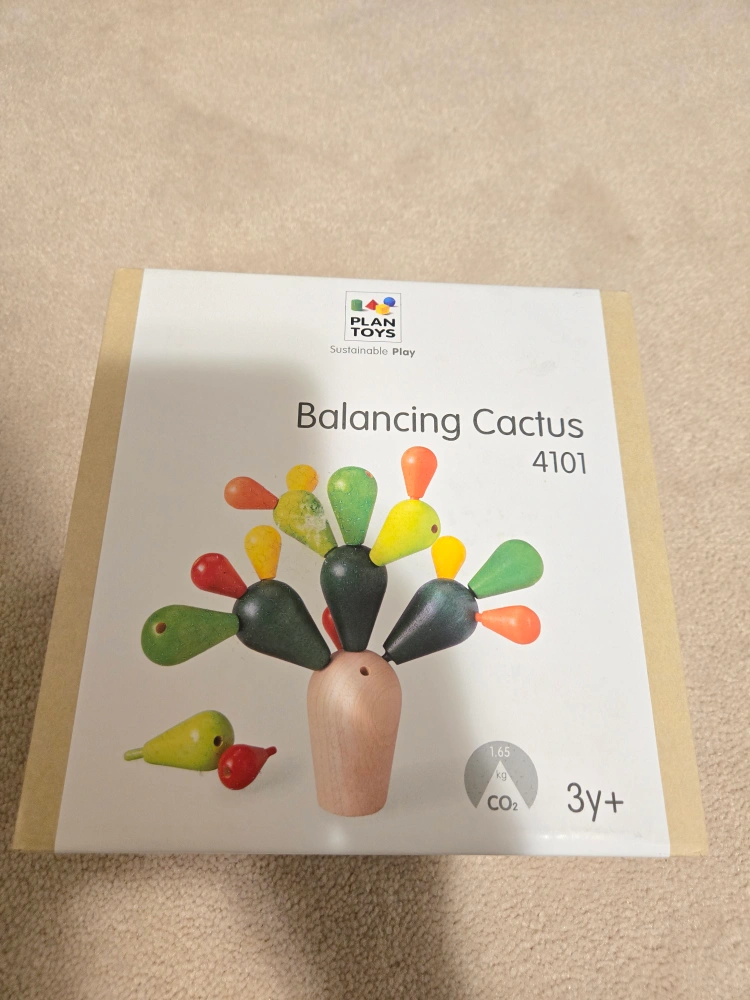 PLAN
TOYS
Sustainable Play
Balancing Cactus
4101
1.65
kg
CO₂
3y+